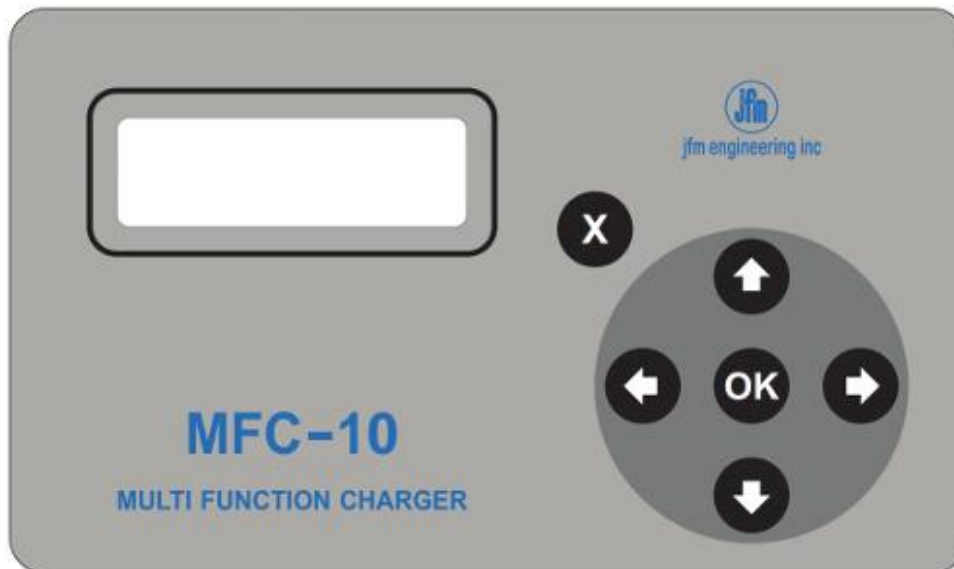 jfm
jfm engineering inc
X
OK
MFC-10
MULTI FUNCTION CHARGER